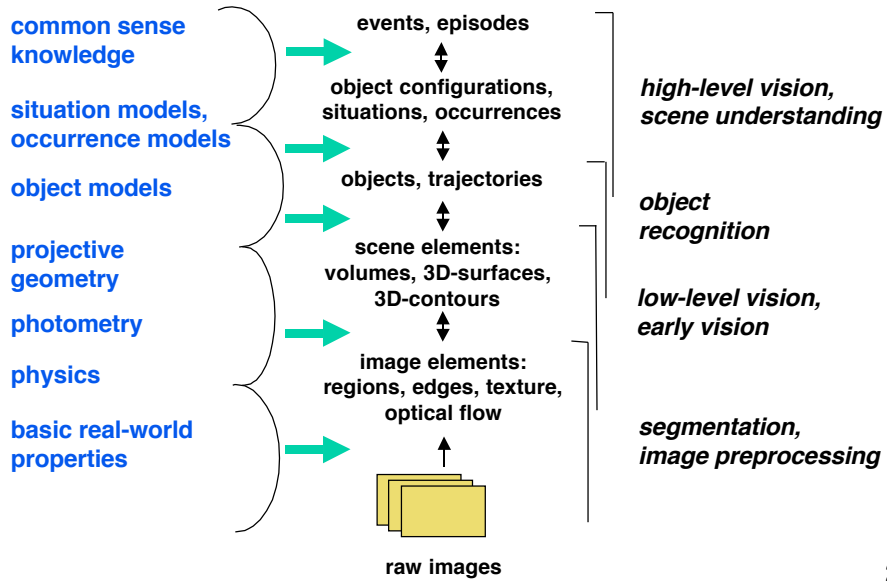 common sense
knowledge
situation models,
occurrence models
object models
projective
geometry
photometry
physics
basic real-world
properties
events, episodes
object configurations,
situations, occurrences
objects, trajectories
scene elements:
volumes, 3D-surfaces,
3D-contours
image elements:
regions, edges, texture,
optical flow
raw images
high-level vision,
scene understanding
object
recognition
low-level vision,
early vision
segmentation,
image preprocessing